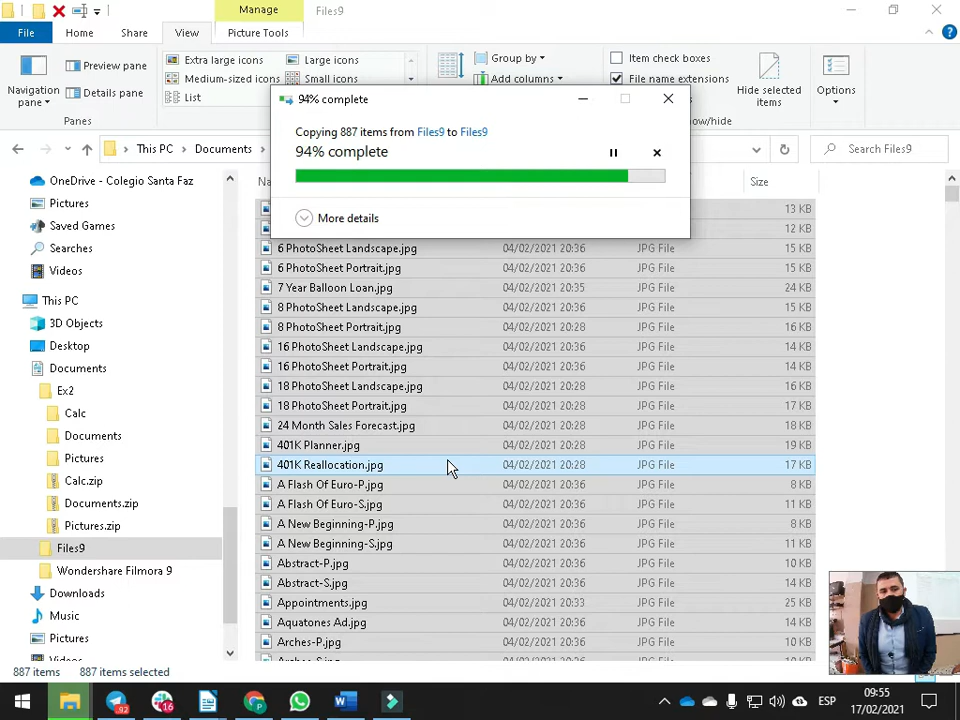 Manage
Files9
File
Home
Share
View
Picture Tools
Navigation
pane
Preview pane
Details pane
Panes
Extra large icons
Large icons
Medium-sized icons
Small icons
List
Group by
Add columns
Item check boxes
File name extensions
Hide selected
items
Options
how/hide
94% complete
Copying 887 items from Files9 to Files9
94% complete
More details
This PC
Documents
Search Files9
Na
Size
OneDrive - Colegio Santa Faz
Pictures
Saved Games
Searches
Videos
This PC
3D Objects
Desktop
Documents
Ex2
Calc
Documents
Pictures
Calc.zip
Documents.zip
Pictures.zip
Files9
Wondershare Filmora 9
Downloads
Music
Pictures
Videos
13 KB
12 KB
6 PhotoSheet Landscape.jpg 04/02/2021 20:36 JPG File 15 KB
6 PhotoSheet Portrait.jpg 04/02/2021 20:36 JPG File 15 KB
7 Year Balloon Loan.jpg 04/02/2021 20:35 JPG File 24 KB
8 PhotoSheet Landscape.jpg 04/02/2021 20:36 JPG File 15 KB
8 PhotoSheet Portrait.jpg 04/02/2021 20:28 JPG File 16 KB
16 PhotoSheet Landscape.jpg 04/02/2021 20:36 JPG File 14 KB
16 PhotoSheet Portrait.jpg 04/02/2021 20:36 JPG File 14 KB
18 PhotoSheet Landscape.jpg 04/02/2021 20:28 JPG File 16 KB
18 PhotoSheet Portrait.jpg 04/02/2021 20:28 JPG File 17 KB
24 Month Sales Forecast.jpg 04/02/2021 20:36 JPG File 18 KB
401K Planner.jpg 04/02/2021 20:28 JPG File 19 KB
401K Reallocation.jpg 04/02/2021 20:28 JPG File 17 KB
A Flash Of Euro-P.jpg 04/02/2021 20:36 JPG File 8 KB
A Flash Of Euro-S.jpg 04/02/2021 20:36 JPG File 11 KB
A New Beginning-P.jpg 04/02/2021 20:36 JPG File 8 KB
A New Beginning-S.jpg 04/02/2021 20:36 JPG File 11 KB
Abstract-P.jpg 04/02/2021 20:36 JPG File 10 KB
Abstract-S.jpg 04/02/2021 20:36 JPG File 14 KB
Appointments.jpg 04/02/2021 20:33 JPG File 25 KB
Aquatones Ad.jpg 04/02/2021 20:36 JPG File 14 KB
Arches-P.jpg 04/02/2021 20:36 JPG File 10 KB
887 items
887 items selected
92
16
ESP
09:55
17/02/2021